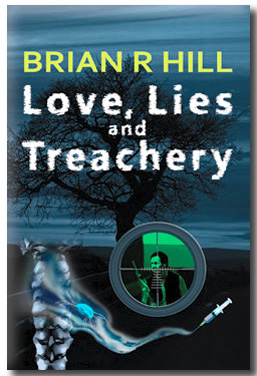 BRIAN R HILL
Love, Lies
and
Treachery